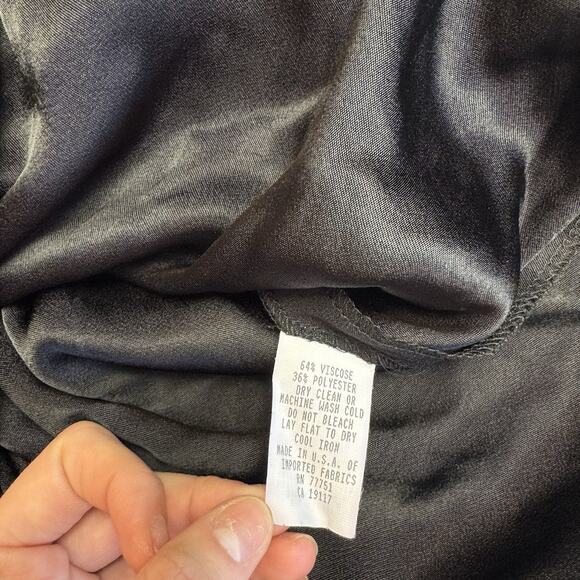 64% VISCOSE
36% POLYESTER
DRY CLEAN OR
MACHINE WASH COLD
DO NOT BLEACH
LAY FLAT TO DRY
COOL IRON
MADE IN U.S.A. OF
IMPORTED FABRICS
RN 77751
CA 19117